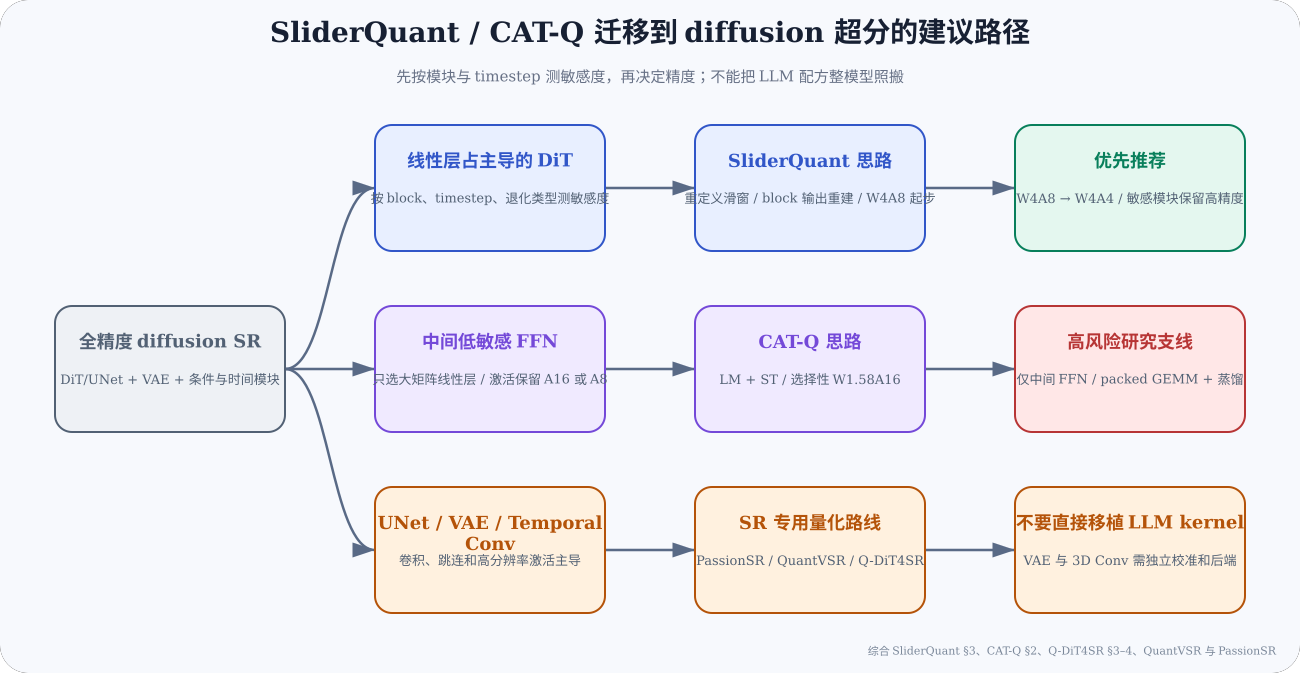 SliderQuant / CAT-Q 迁移到 diffusion 超分的建议路径
先按模块与 timestep 测敏感度，再决定精度；不能把 LLM 配方整模型照搬
线性层占主导的 DiT
按 block、timestep、退化类型测敏感度
SliderQuant 思路
重定义滑窗 / block 输出重建 / W4A8 起步
优先推荐
W4A8 → W4A4 / 敏感模块保留高精度
全精度 diffusion SR
DiT/UNet + VAE + 条件与时间模块
中间低敏感 FFN
只选大矩阵线性层 / 激活保留 A16 或 A8
CAT-Q 思路
LM + ST / 选择性 W1.58A16
高风险研究支线
仅中间 FFN / packed GEMM + 蒸馏
UNet / VAE / Temporal
Conv
卷积、跳连和高分辨率激活主导
SR 专用量化路线
PassionSR / QuantVSR / Q-DiT4SR
不要直接移植 LLM kernel
VAE 与 3D Conv 需独立校准和后端
综合 SliderQuant §3、CAT-Q §2、Q-DiT4SR §3–4、QuantVSR 与 PassionSR